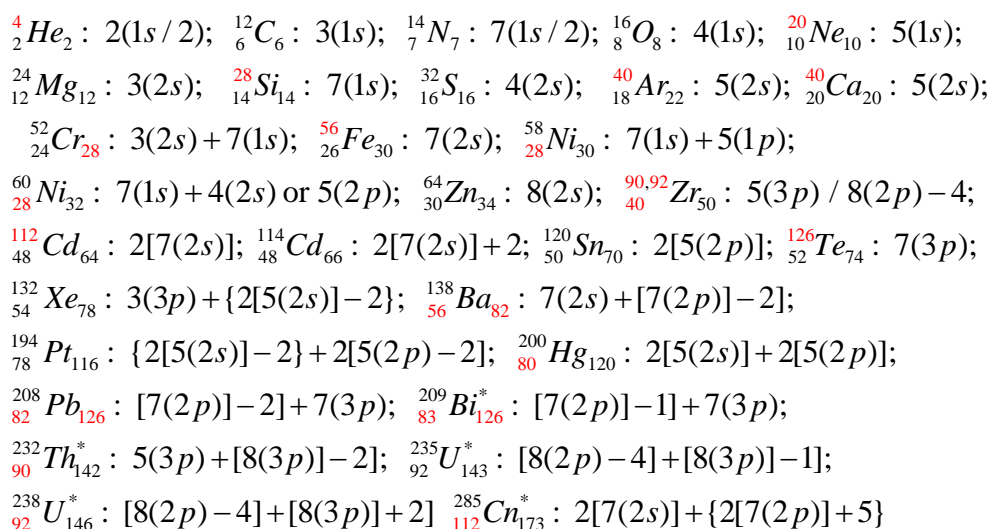 ⁴₂He₂ : 2(1s / 2); ¹²₆C₆ : 3(1s); ¹⁴₇N₇ : 7(1s / 2); ¹⁶₈O₈ : 4(1s); ²⁰₁₀Ne₁₀ : 5(1s);
²⁴₁₂Mg₁₂ : 3(2s); ²⁸₁₄Si₁₄ : 7(1s); ³²₁₆S₁₆ : 4(2s); ⁴⁰₁₈Ar₂₂ : 5(2s); ⁴⁰₂₀Ca₂₀ : 5(2s);
⁵²₂₄Cr₂₈ : 3(2s) + 7(1s); ⁵⁶₂₆Fe₃₀ : 7(2s); ⁵⁸₂₈Ni₃₀ : 7(1s) + 5(1p);
⁶⁰₂₈Ni₃₂ : 7(1s) + 4(2s) or 5(2p); ⁶⁴₃₀Zn₃₄ : 8(2s); ⁹⁰,⁹²₄₀Zr₅₀ : 5(3p) / 8(2p) − 4;
¹¹²₄₈Cd₆₄ : 2[7(2s)]; ¹¹⁴₄₈Cd₆₆ : 2[7(2s)] + 2; ¹²⁰₅₀Sn₇₀ : 2[5(2p)]; ¹²⁶₅₂Te₇₄ : 7(3p);
¹³²₅₄Xe₇₈ : 3(3p) + {2[5(2s)] − 2}; ¹³⁸₅₆Ba₈₂ : 7(2s) + [7(2p)] − 2];
¹⁹⁴₇₈Pt₁₁₆ : {2[5(2s)] − 2} + 2[5(2p) − 2]; ²⁰⁰₈₀Hg₁₂₀ : 2[5(2s)] + 2[5(2p)];
²⁰⁸₈₂Pb₁₂₆ : [7(2p)] − 2] + 7(3p); ²⁰⁹₈₃Bi*₁₂₆ : [7(2p)] − 1] + 7(3p);
²³²₉₀Th*₁₄₂ : 5(3p) + [8(3p)] − 2]; ²³⁵₉₂U*₁₄₃ : [8(2p) − 4] + [8(3p)] − 1];
²³⁸₉₂U*₁₄₆ : [8(2p) − 4] + [8(3p)] + 2] ²⁸⁵₁₁₂Cn*₁₇₃ : 2[7(2s)] + {2[7(2p)] + 5}